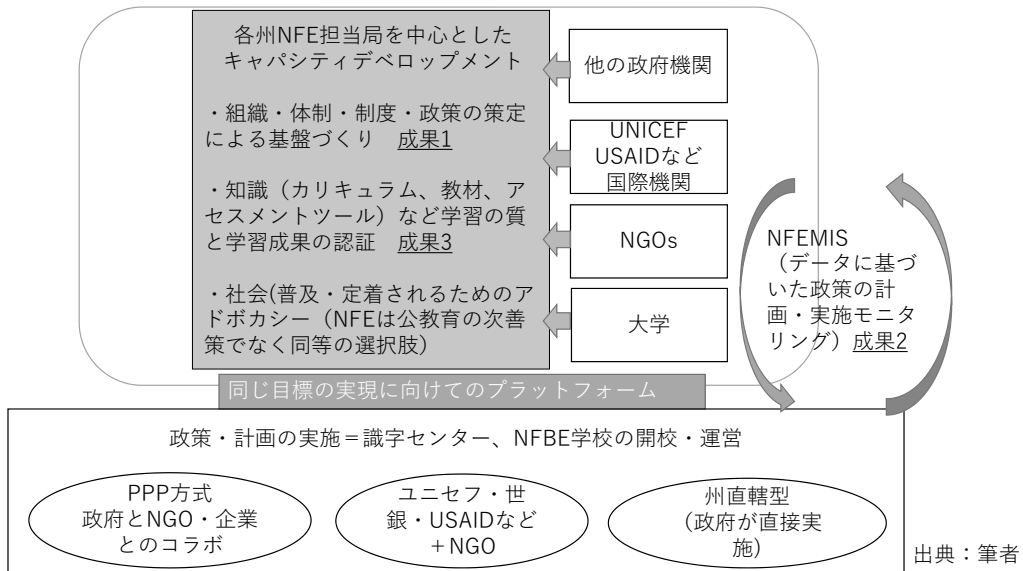 各州NFE担当局を中心とした
キャパシティデベロップメント
・組織・体制・制度・政策の策定
による基盤づくり　成果1
・知識（カリキュラム、教材、ア
セスメントツール）など学習の質
と学習成果の認証　成果3
・社会(普及・定着されるためのア
ドボカシー（NFEは公教育の次善
策でなく同等の選択肢）
他の政府機関
UNICEF
USAIDなど
国際機関
NGOs
大学
NFEMIS
（データに基づ
いた政策の計
画・実施モニタ
リング）成果2
同じ目標の実現に向けてのプラットフォーム
政策・計画の実施＝識字センター、NFBE学校の開校・運営
PPP方式
政府とNGO・企業
とのコラボ
ユニセフ・世
銀・USAIDなど
＋NGO
州直轄型
（政府が直接実
施)
出典：筆者